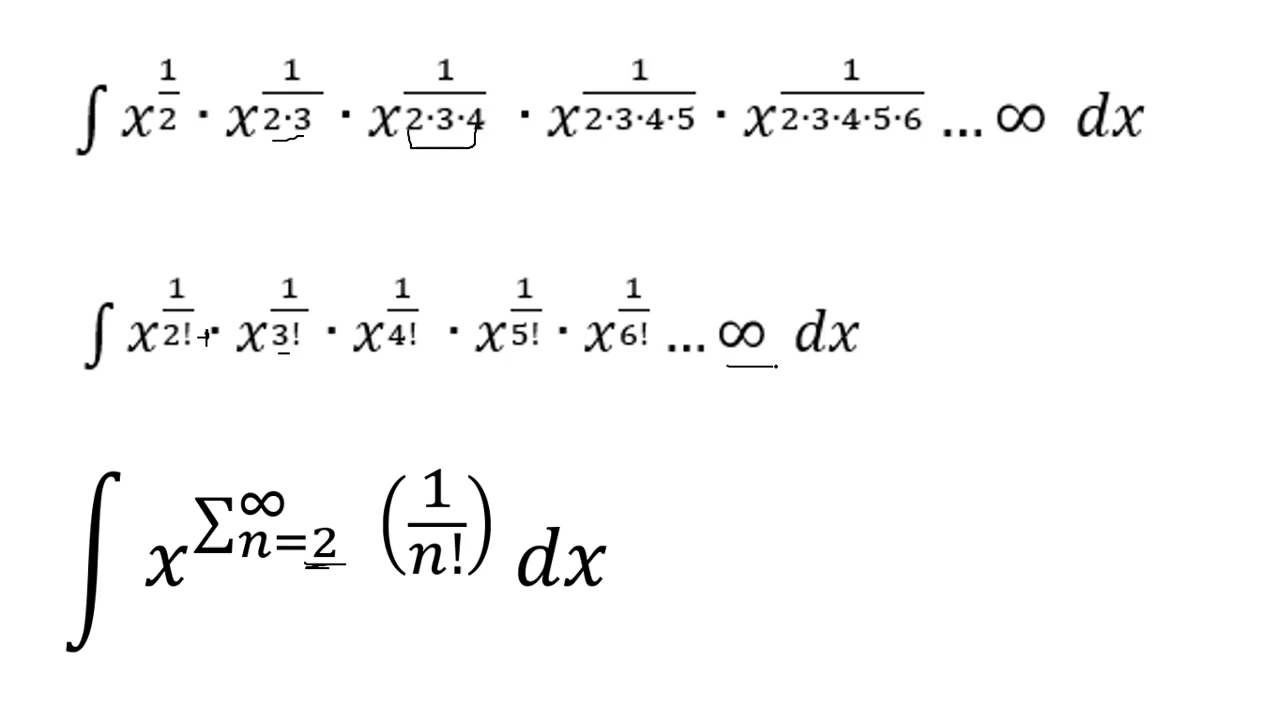 ∫ x^{1/2} · x^{1/(2·3)} · x^{1/(2·3·4)} · x^{1/(2·3·4·5)} · x^{1/(2·3·4·5·6)} ... ∞ dx
∫ x^{1/2!} · x^{1/3!} · x^{1/4!} · x^{1/5!} · x^{1/6!} ... ∞ dx
∫ x^{∑_{n=2}^{∞} (1/n!)} dx